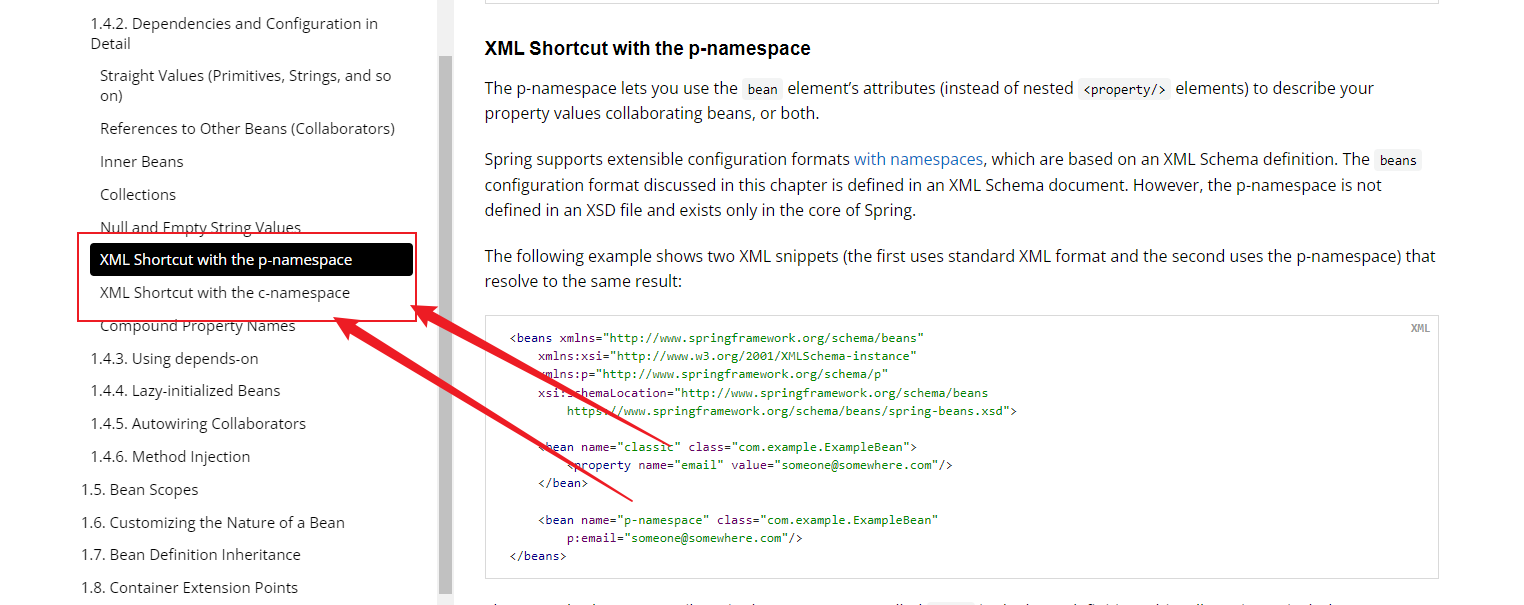 1.4.2. Dependencies and Configuration in
Detail
Straight Values (Primitives, Strings, and so
on)
References to Other Beans (Collaborators)
Inner Beans
Collections
Null and Empty String Values
XML Shortcut with the p-namespace
XML Shortcut with the c-namespace
Compound Property Names
1.4.3. Using depends-on
1.4.4. Lazy-initialized Beans
1.4.5. Autowiring Collaborators
1.4.6. Method Injection
1.5. Bean Scopes
1.6. Customizing the Nature of a Bean
1.7. Bean Definition Inheritance
1.8. Container Extension Points
XML Shortcut with the p-namespace
The p-namespace lets you use the bean element’s attributes (instead of nested <property/> elements) to describe your
property values collaborating beans, or both.
Spring supports extensible configuration formats with namespaces, which are based on an XML Schema definition. The beans
configuration format discussed in this chapter is defined in an XML Schema document. However, the p-namespace is not
defined in an XSD file and exists only in the core of Spring.
The following example shows two XML snippets (the first uses standard XML format and the second uses the p-namespace) that
resolve to the same result:
XML
<beans xmlns="http://www.springframework.org/schema/beans"
xmlns:xsi="http://www.w3.org/2001/XMLSchema-instance"
xmlns:p="http://www.springframework.org/schema/p"
xsi:schemaLocation="http://www.springframework.org/schema/beans
https://www.springframework.org/schema/beans/spring-beans.xsd">
<bean name="classic" class="com.example.ExampleBean">
<property name="email" value="someone@somewhere.com"/>
</bean>
<bean name="p-namespace" class="com.example.ExampleBean"
p:email="someone@somewhere.com"/>
</beans>